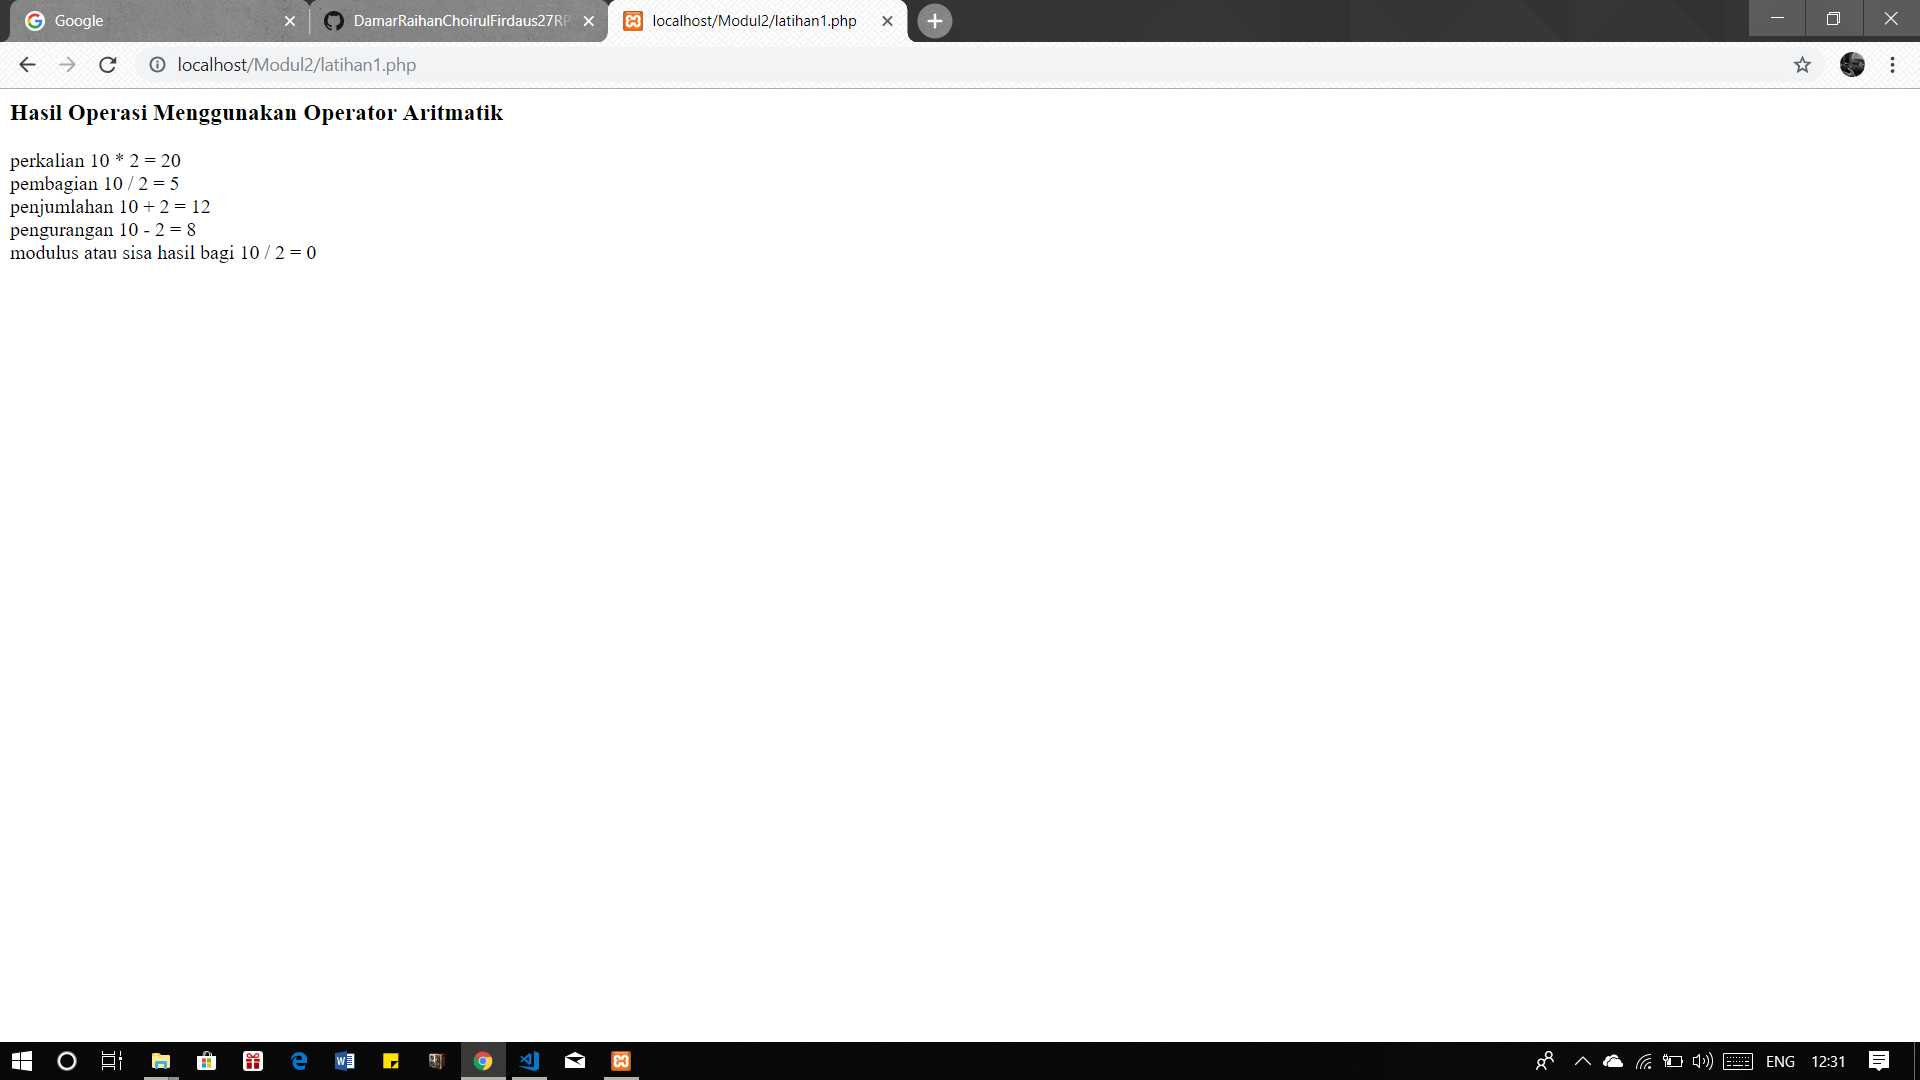 Google
DamarRaihanChoirulFirdaus27RP
localhost/Modul2/latihan1.php
localhost/Modul2/latihan1.php
Hasil Operasi Menggunakan Operator Aritmatik
perkalian 10 * 2 = 20
pembagian 10 / 2 = 5
penjumlahan 10 + 2 = 12
pengurangan 10 - 2 = 8
modulus atau sisa hasil bagi 10 / 2 = 0
ENG
12:31